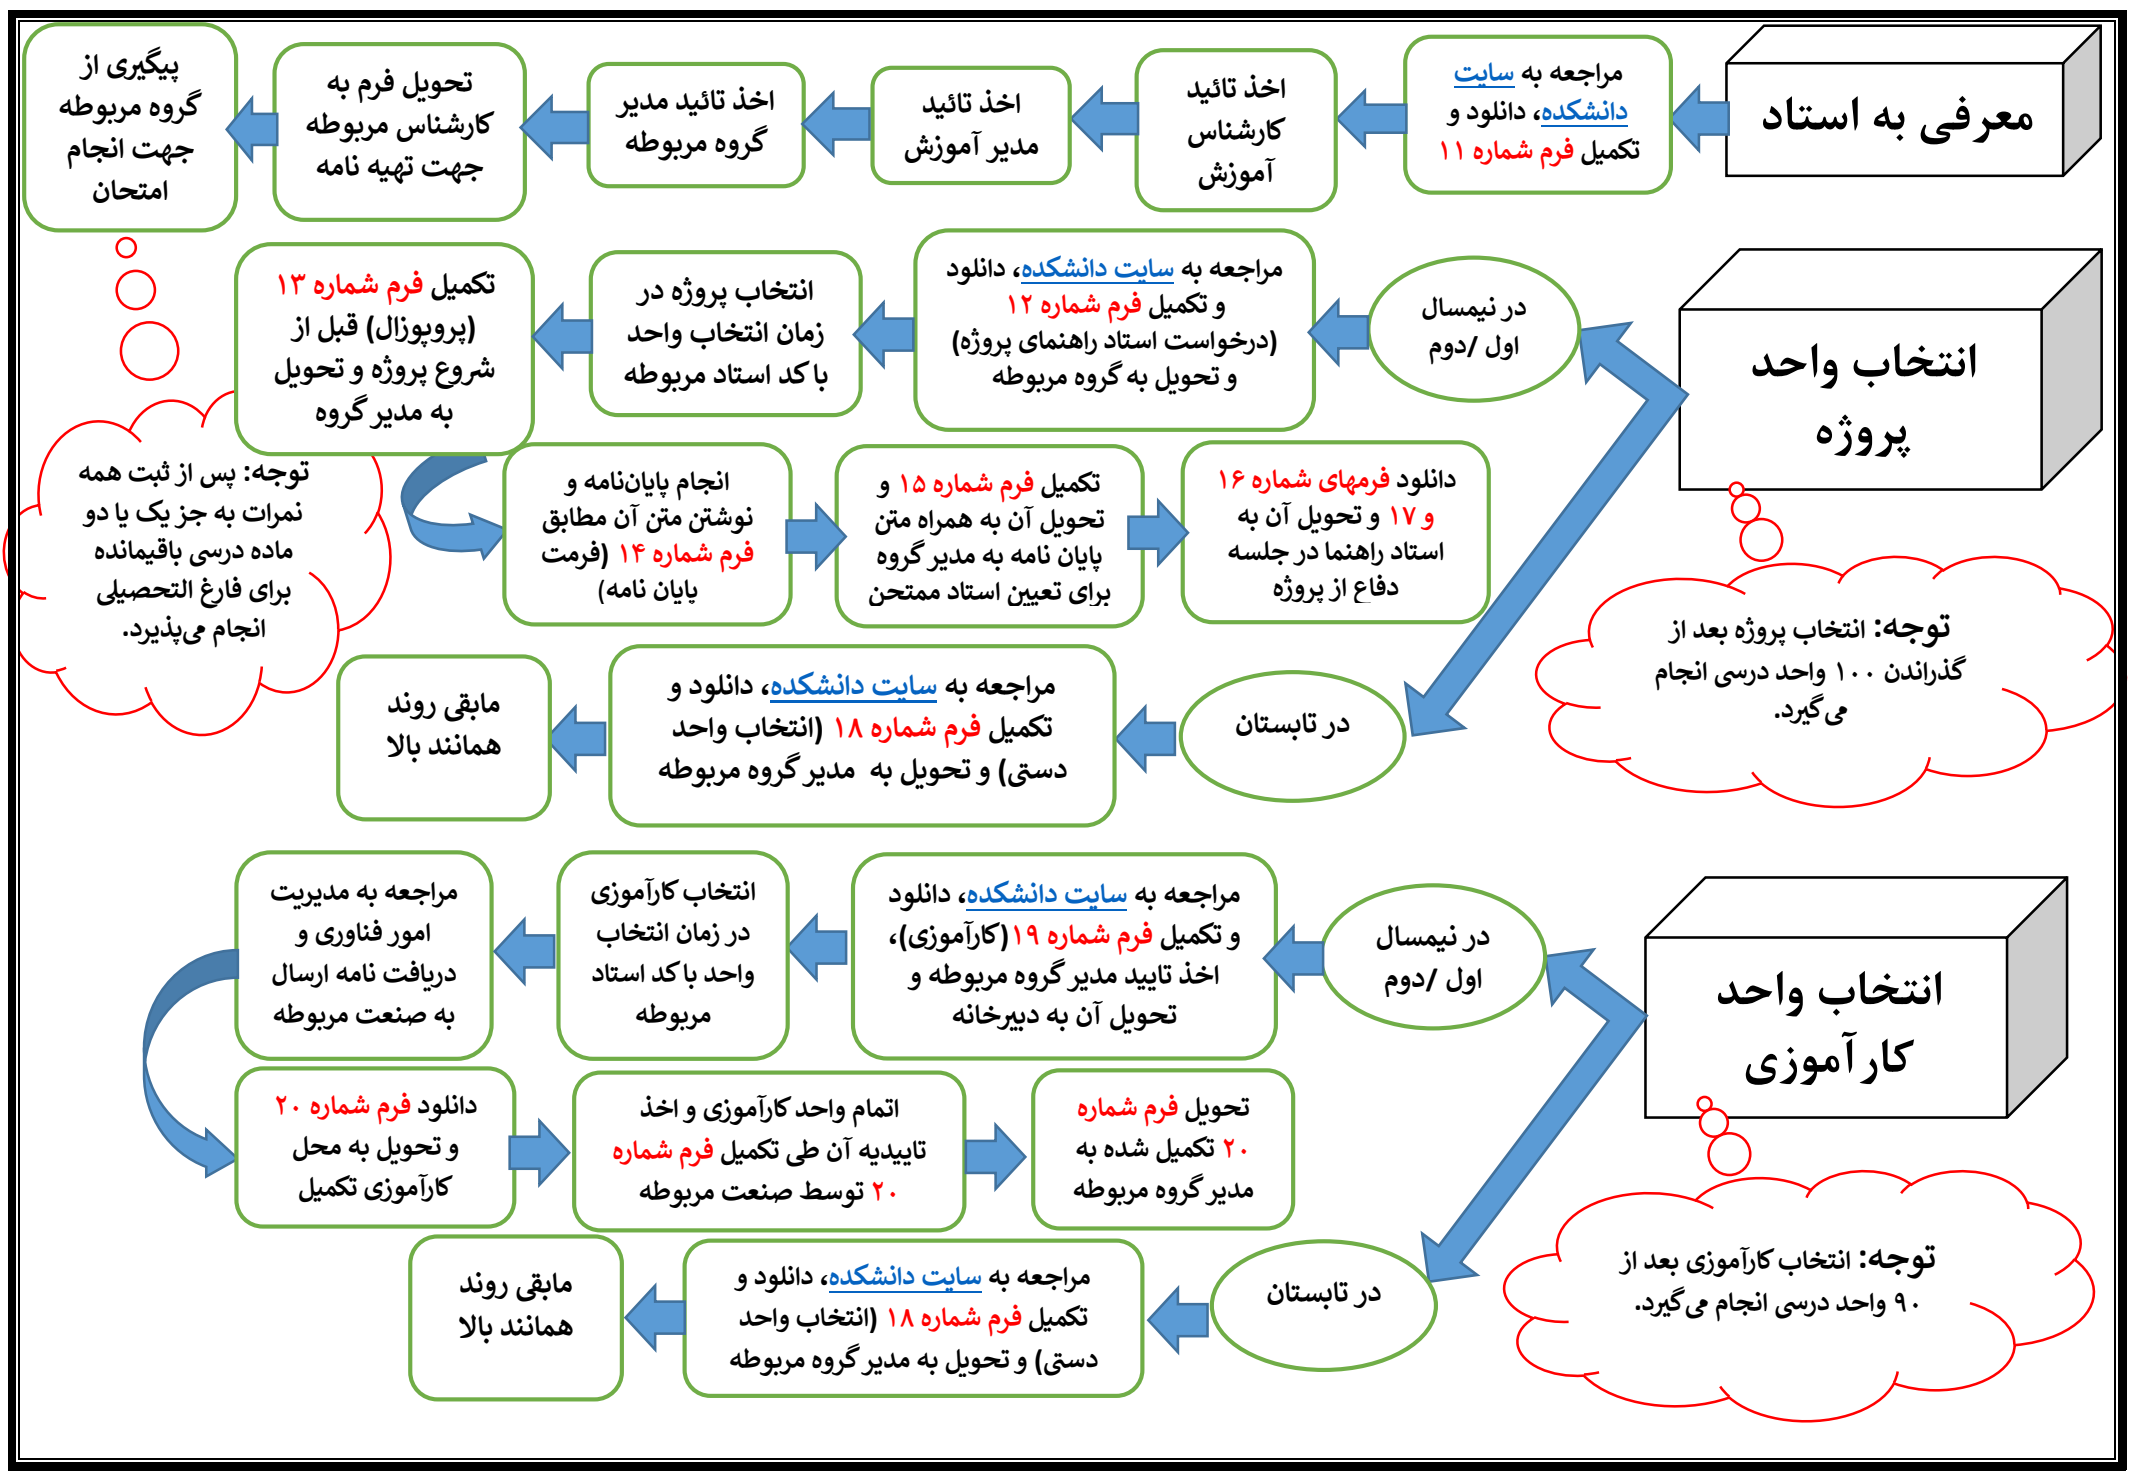 معرفی به استاد
مراجعه به سایت
دانشکده، دانلود و
تکمیل فرم شماره ۱۱
اخذ تائید
کارشناس
آموزش
اخذ تائید
مدیر آموزش
اخذ تائید مدیر
گروه مربوطه
تحویل فرم به
کارشناس مربوطه
جهت تهیه نامه
پیگیری از
گروه مربوطه
جهت انجام
امتحان
توجه: پس از ثبت همه
نمرات به جز یک یا دو
ماده درسی باقیمانده
برای فارغ التحصیلی
انجام می‌پذیرد.
انتخاب واحد
پروژه
در نیمسال
اول /دوم
مراجعه به سایت دانشکده، دانلود
و تکمیل فرم شماره ۱۲
(درخواست استاد راهنمای پروژه)
و تحویل به گروه مربوطه
انتخاب پروژه در
زمان انتخاب واحد
با کد استاد مربوطه
تکمیل فرم شماره ۱۳
(پروپوزال) قبل از
شروع پروژه و تحویل
به مدیر گروه
انجام پایان‌نامه و
نوشتن متن آن مطابق
فرم شماره ۱۴ (فرمت
پایان نامه)
تکمیل فرم شماره ۱۵ و
تحویل آن به همراه متن
پایان نامه به مدیر گروه
برای تعیین استاد ممتحن
دانلود فرمهای شماره ۱۶
و ۱۷ و تحویل آن به
استاد راهنما در جلسه
دفاع از پروژه
توجه: انتخاب پروژه بعد از
گذراندن ۱۰۰ واحد درسی انجام
می‌گیرد.
در تابستان
مراجعه به سایت دانشکده، دانلود و
تکمیل فرم شماره ۱۸ (انتخاب واحد
دستی) و تحویل به مدیر گروه مربوطه
مابقی روند
همانند بالا
انتخاب واحد
کارآموزی
در نیمسال
اول /دوم
مراجعه به سایت دانشکده، دانلود
و تکمیل فرم شماره ۱۹(کارآموزی)،
اخذ تایید مدیر گروه مربوطه و
تحویل آن به دبیرخانه
انتخاب کارآموزی
در زمان انتخاب
واحد با کد استاد
مربوطه
مراجعه به مدیریت
امور فناوری و
دریافت نامه ارسال
به صنعت مربوطه
دانلود فرم شماره ۲۰
و تحویل به محل
کارآموزی تکمیل
اتمام واحد کارآموزی و اخذ
تاییدیه آن طی تکمیل فرم شماره
۲۰ توسط صنعت مربوطه
تحویل فرم شماره
۲۰ تکمیل شده به
مدیر گروه مربوطه
توجه: انتخاب کارآموزی بعد از
۹۰ واحد درسی انجام می‌گیرد.
در تابستان
مراجعه به سایت دانشکده، دانلود و
تکمیل فرم شماره ۱۸ (انتخاب واحد
دستی) و تحویل به مدیر گروه مربوطه
مابقی روند
همانند بالا